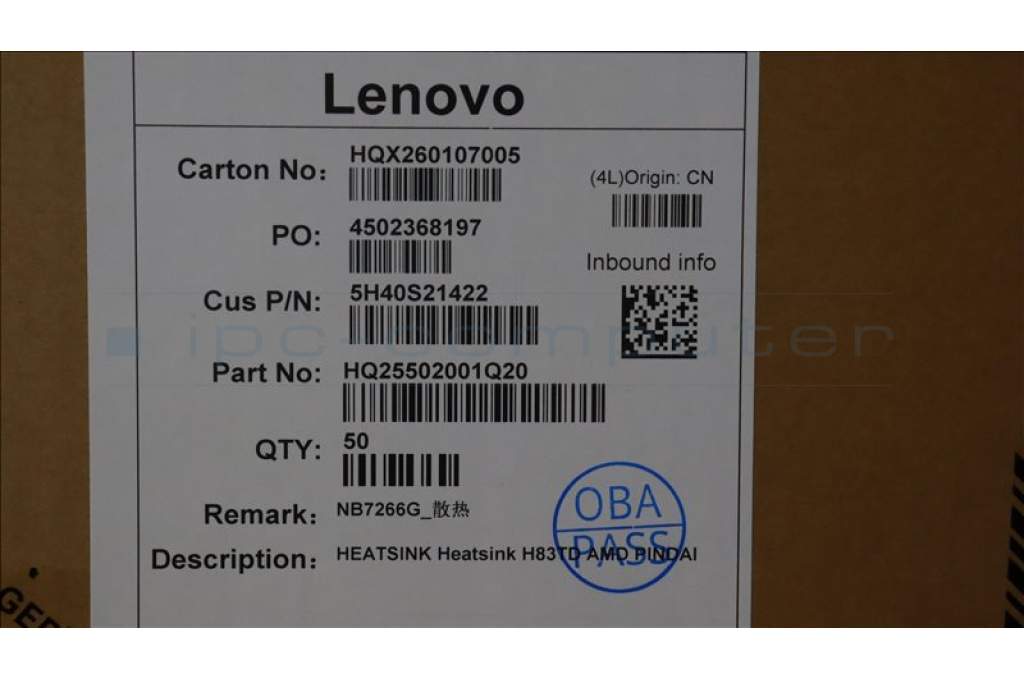 Lenovo
Carton No: HQX260107005
(4L)Origin: CN
PO: 4502368197
Inbound info
Cus P/N: 5H40S21422
ipc-computer
Part No: HQ25502001Q20
QTY: 50
Remark: NB7266G_散热
OBA
PASS
Description: HEATSINK Heatsink H83TD AMD PINDAI